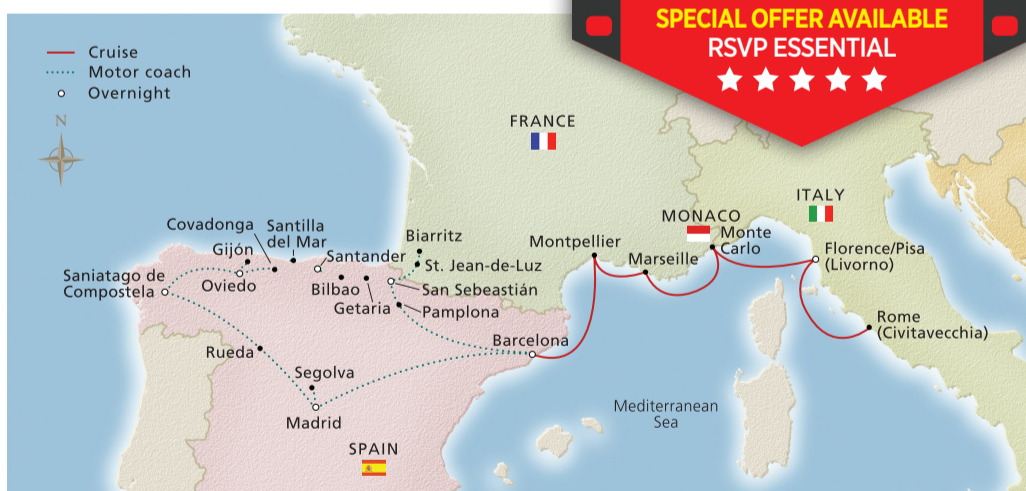 SPECIAL OFFER AVAILABLE
RSVP ESSENTIAL
Cruise
Motor coach
Overnight
N
FRANCE
ITALY
MONACO
Monte
Carlo
Covadonga
Santilla
del Mar
Gijón
Santander
Biarritz
Montpellier
Marseille
Florence/Pisa
(Livorno)
St. Jean-de-Luz
Saniatago de
Compostela
Oviedo
Bilbao
San Sebeastián
Getaria
Pamplona
Rome
(Civitavecchia)
Barcelona
Rueda
Segolva
Madrid
Mediterranean
Sea
SPAIN